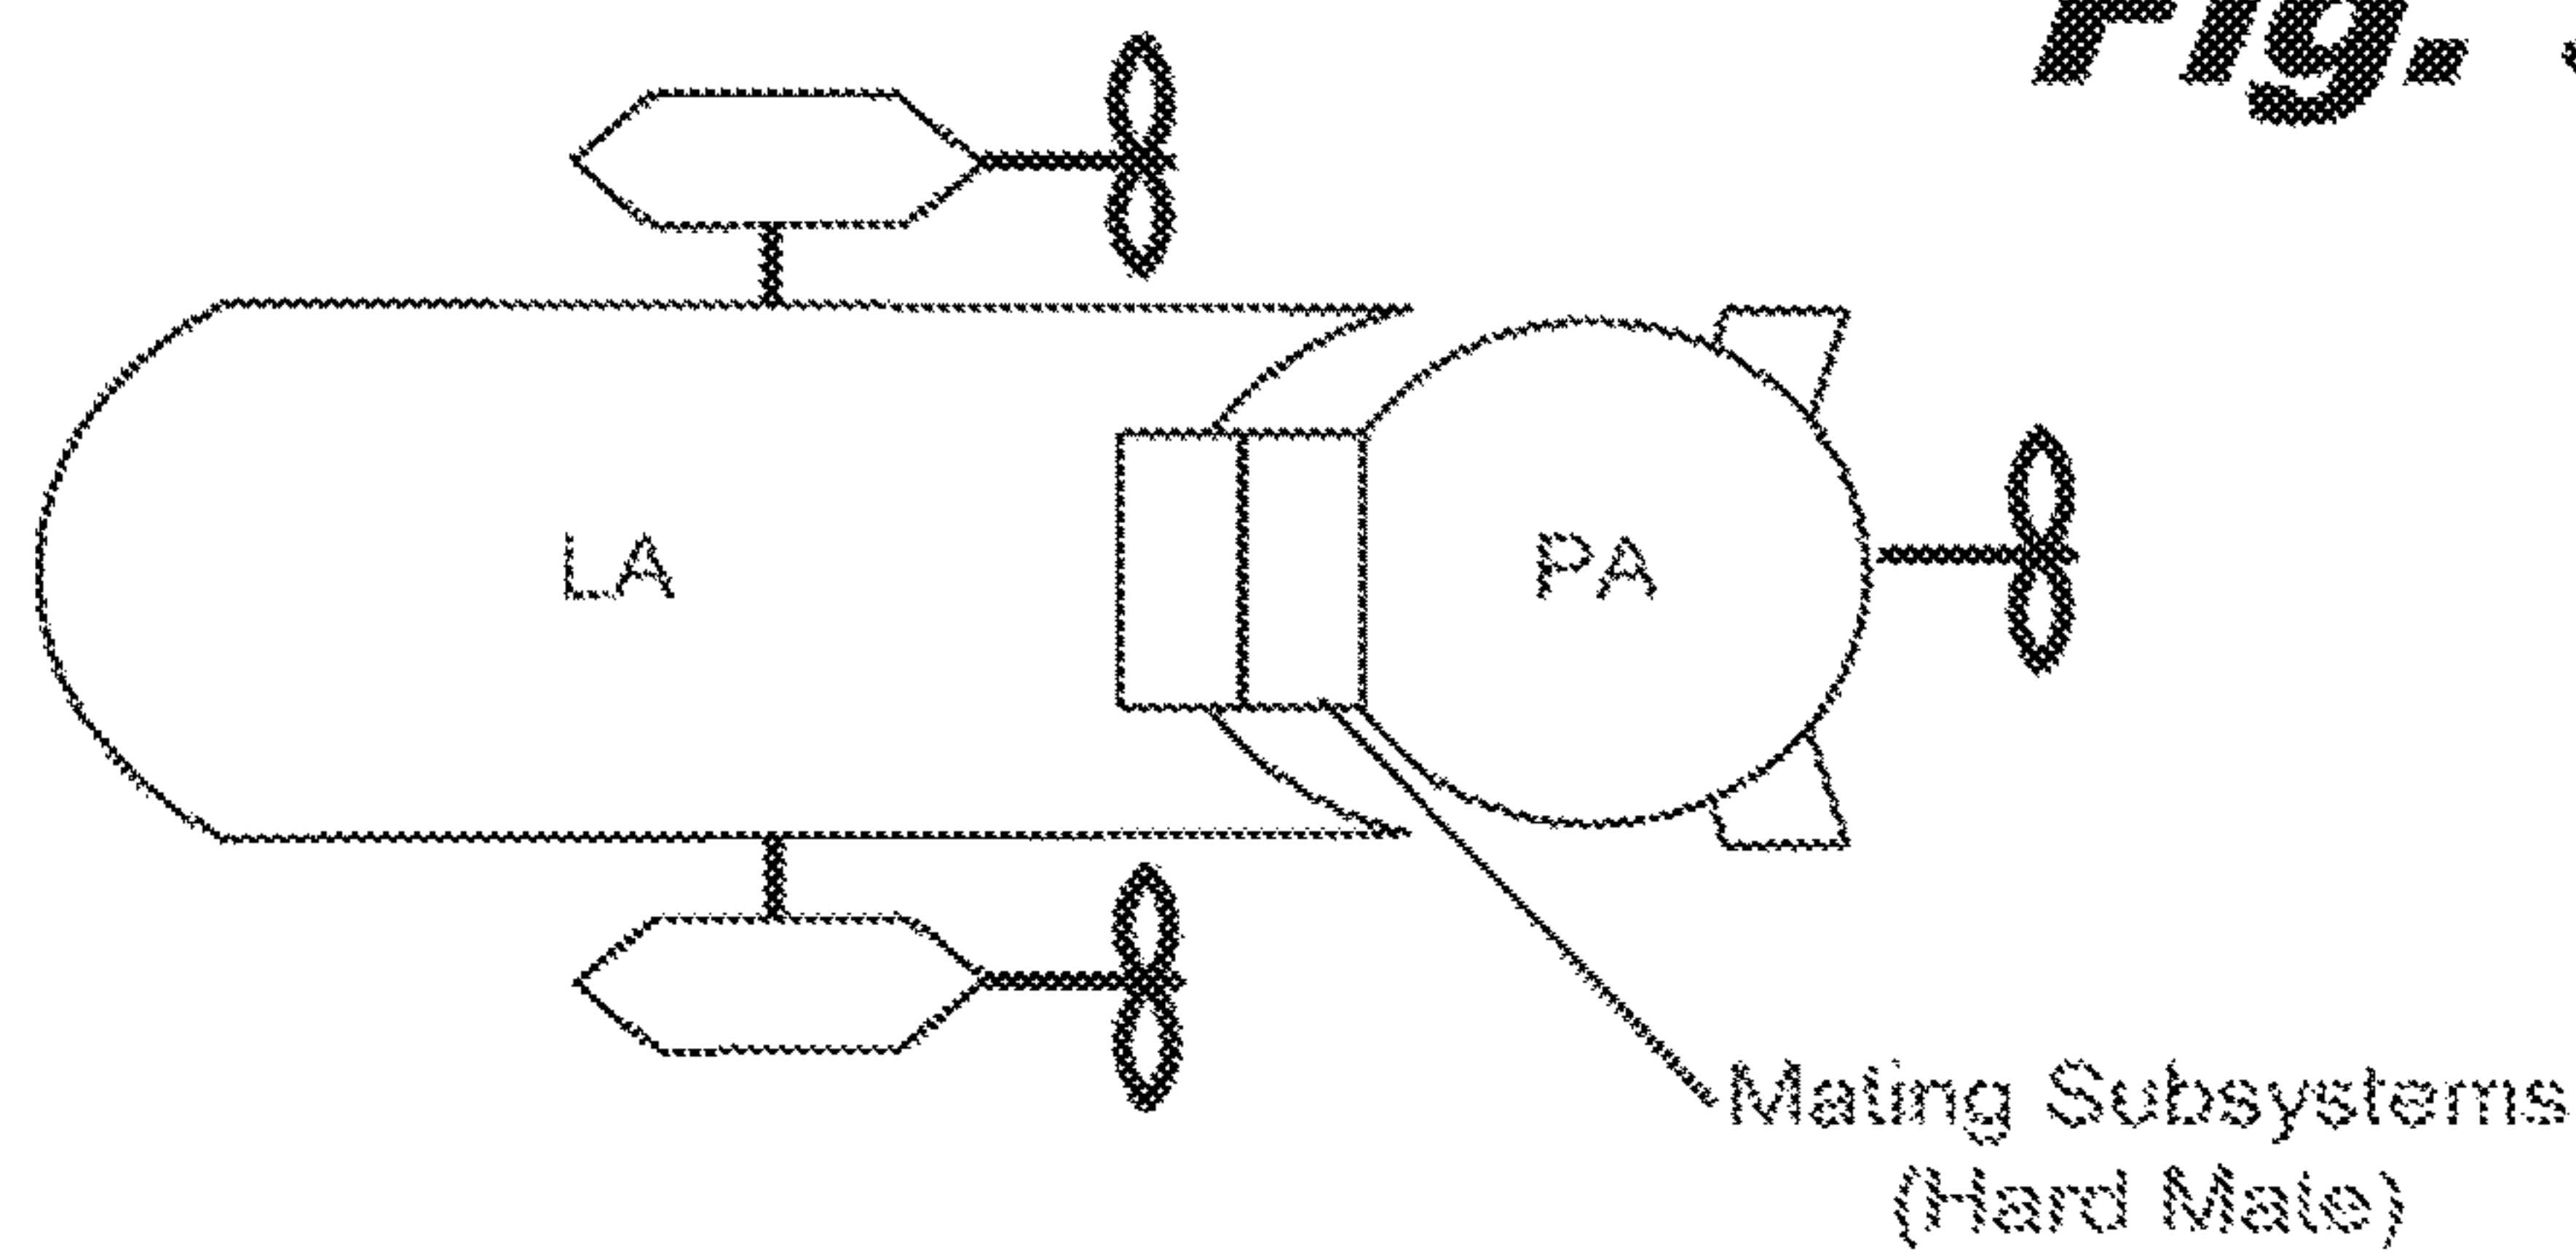 Fig.
LA
PA
Mating Subsystems
(Hard Mate)